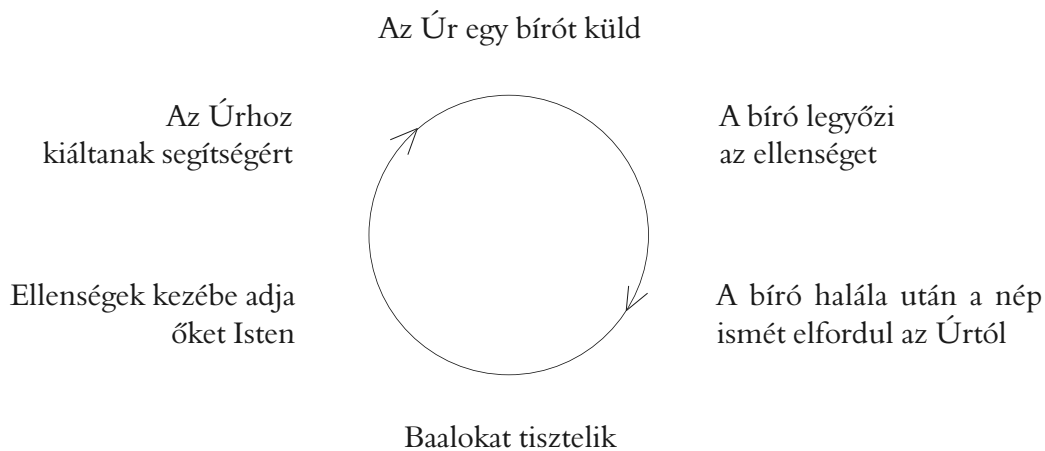 Az Úr egy bírót küld
Az Úrhoz
kiáltanak segítségért
A bíró legyőzi
az ellenséget
Ellenségek kezébe adja
őket Isten
A bíró halála után a nép
ismét elfordul az Úrtól
Baalokat tisztelik